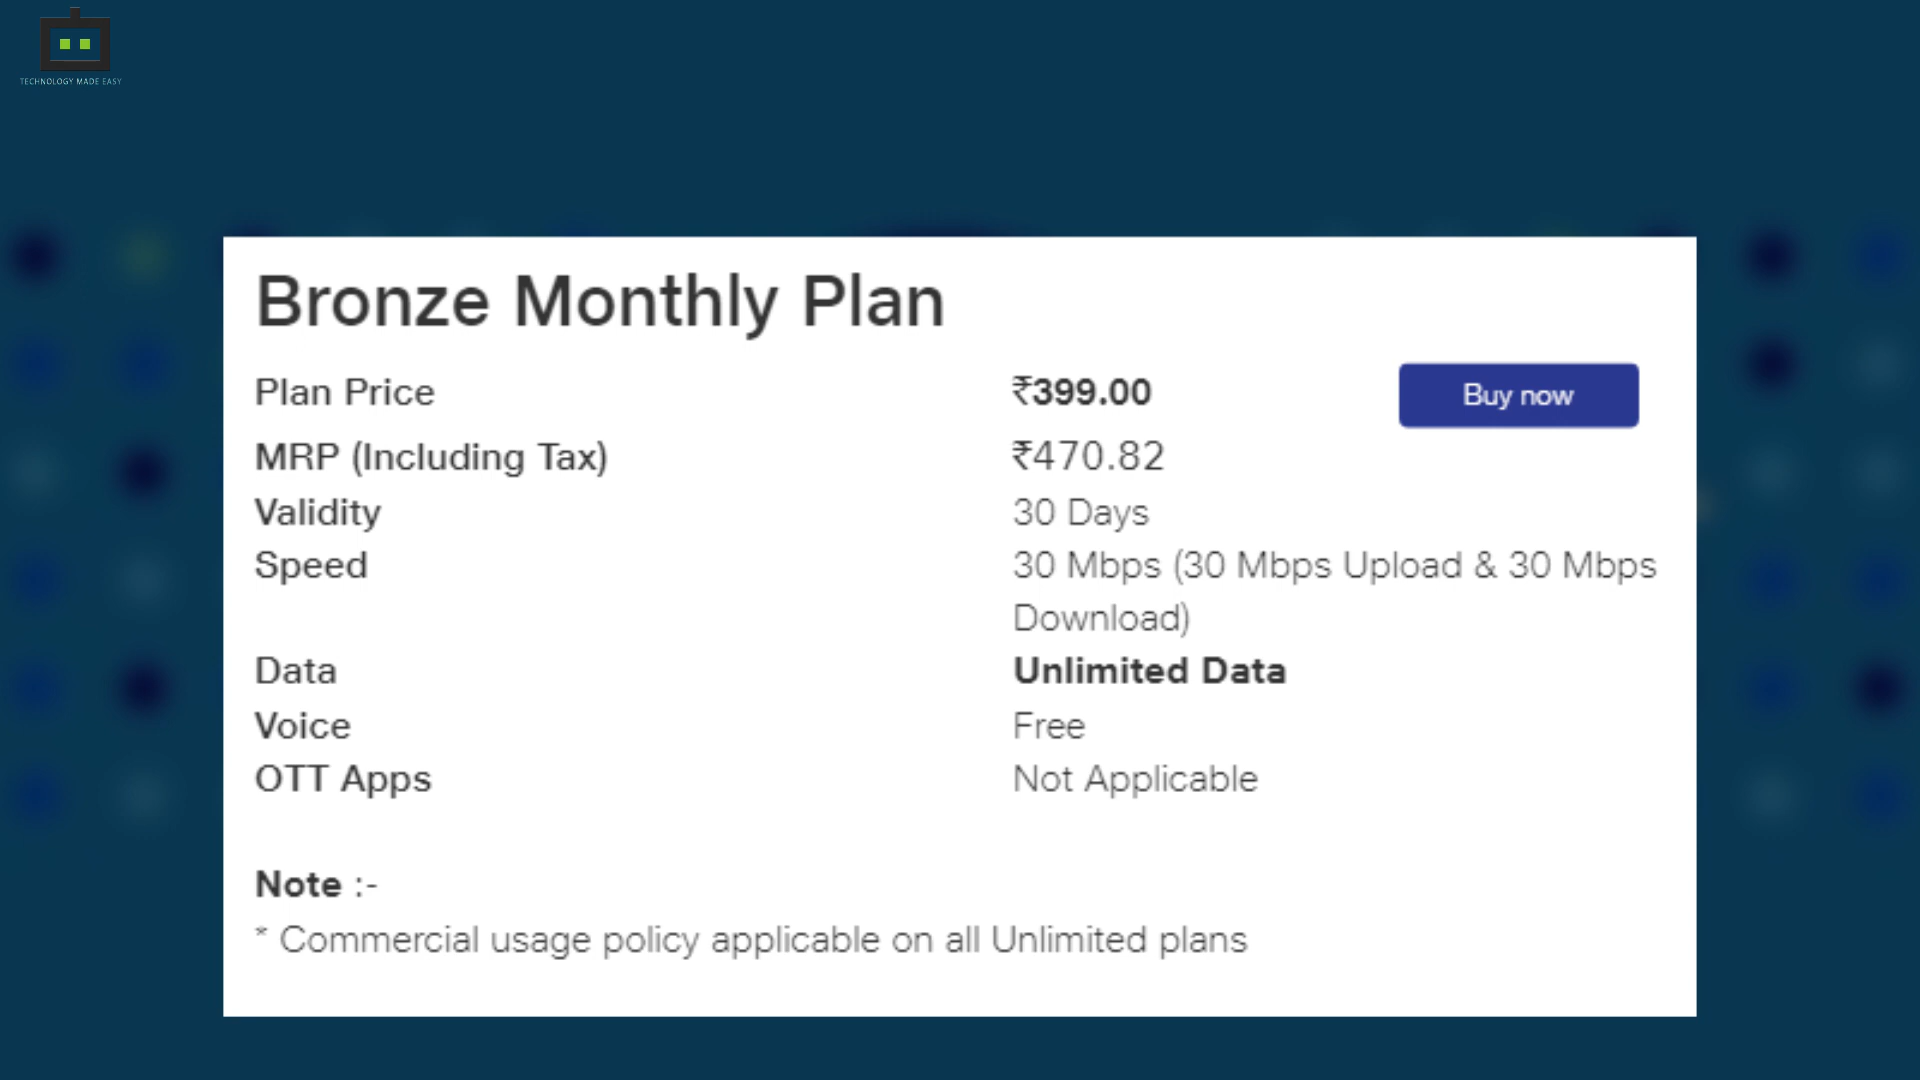 TECHNOLOGY MADE EASY
Bronze Monthly Plan
Plan Price ₹399.00 Buy now
MRP (Including Tax) ₹470.82
Validity 30 Days
Speed 30 Mbps (30 Mbps Upload & 30 Mbps
Download)
Data Unlimited Data
Voice Free
OTT Apps Not Applicable
Note :-
* Commercial usage policy applicable on all Unlimited plans